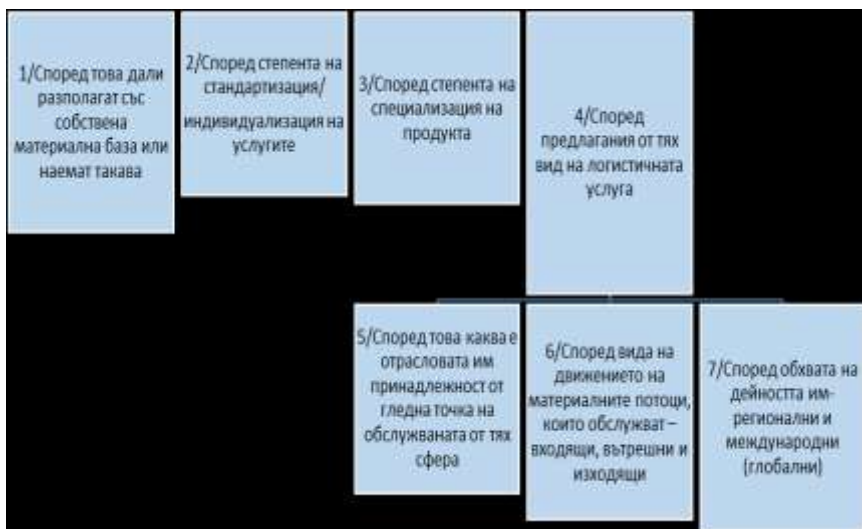 1/Според това дали
разполагат със
собствена
материална база или
наемат такава
2/Според степента на
стандартизация/
индивидуализация на
услугите
3/Според степента на
специализация на
продукта
4/Според
предлагания от тях
вид на логистичната
услуга
5/Според това каква е
отрасловата им
принадлежност от
гледна точка на
обслужваната от тях
сфера
6/Според вида на
движението на
материалните потоци,
които обслужват –
входящи, вътрешни и
изходящи
7/Според обхвата на
дейността им-
регионални и
международни
(глобални)